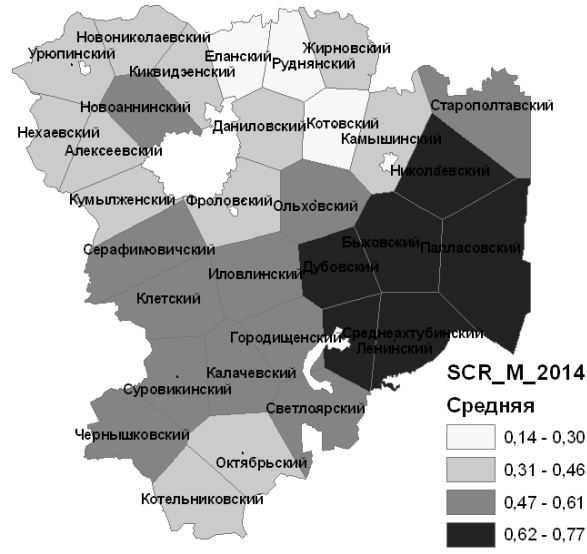 Новониколаевский
Урюпинский
Киквидзенский
Еланский
Руднянский
Жирновский
Новоаннинский
Старополтавский
Нехаевский
Алексеевский
Даниловский
Котовский
Камышинский
Николаевский
Кумылженский
Фроловский
Ольховский
Серафимовичский
Иловлинский
Быковский
Палласовский
Дубовский
Клетский
Городищенский
Среднеахтубинский
Ленинский
Суровикинский
Калачевский
Светлоярский
Чернышковский
Октябрьский
Котельниковский
SCR_M_2014
Средняя
0,14 - 0,30
0,31 - 0,46
0,47 - 0,61
0,62 - 0,77